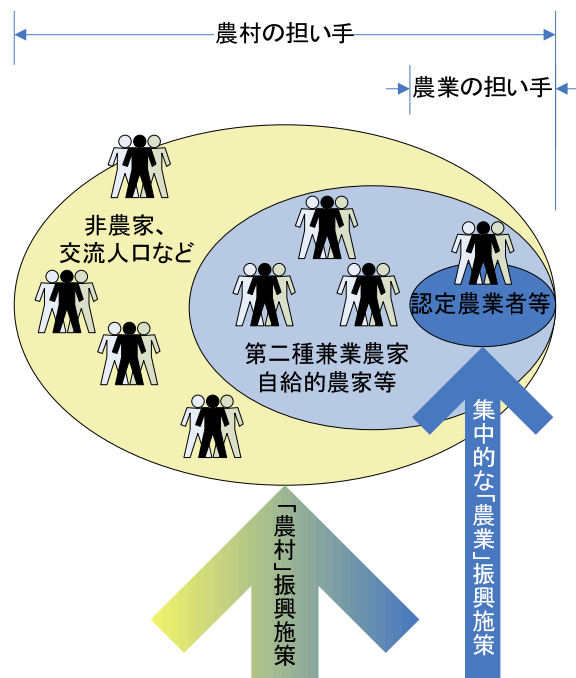 農村の担い手
農業の担い手
非農家、
交流人口など
認定農業者等
第二種兼業農家
自給的農家等
「農村」振興施策
集中的な「農業」振興施策